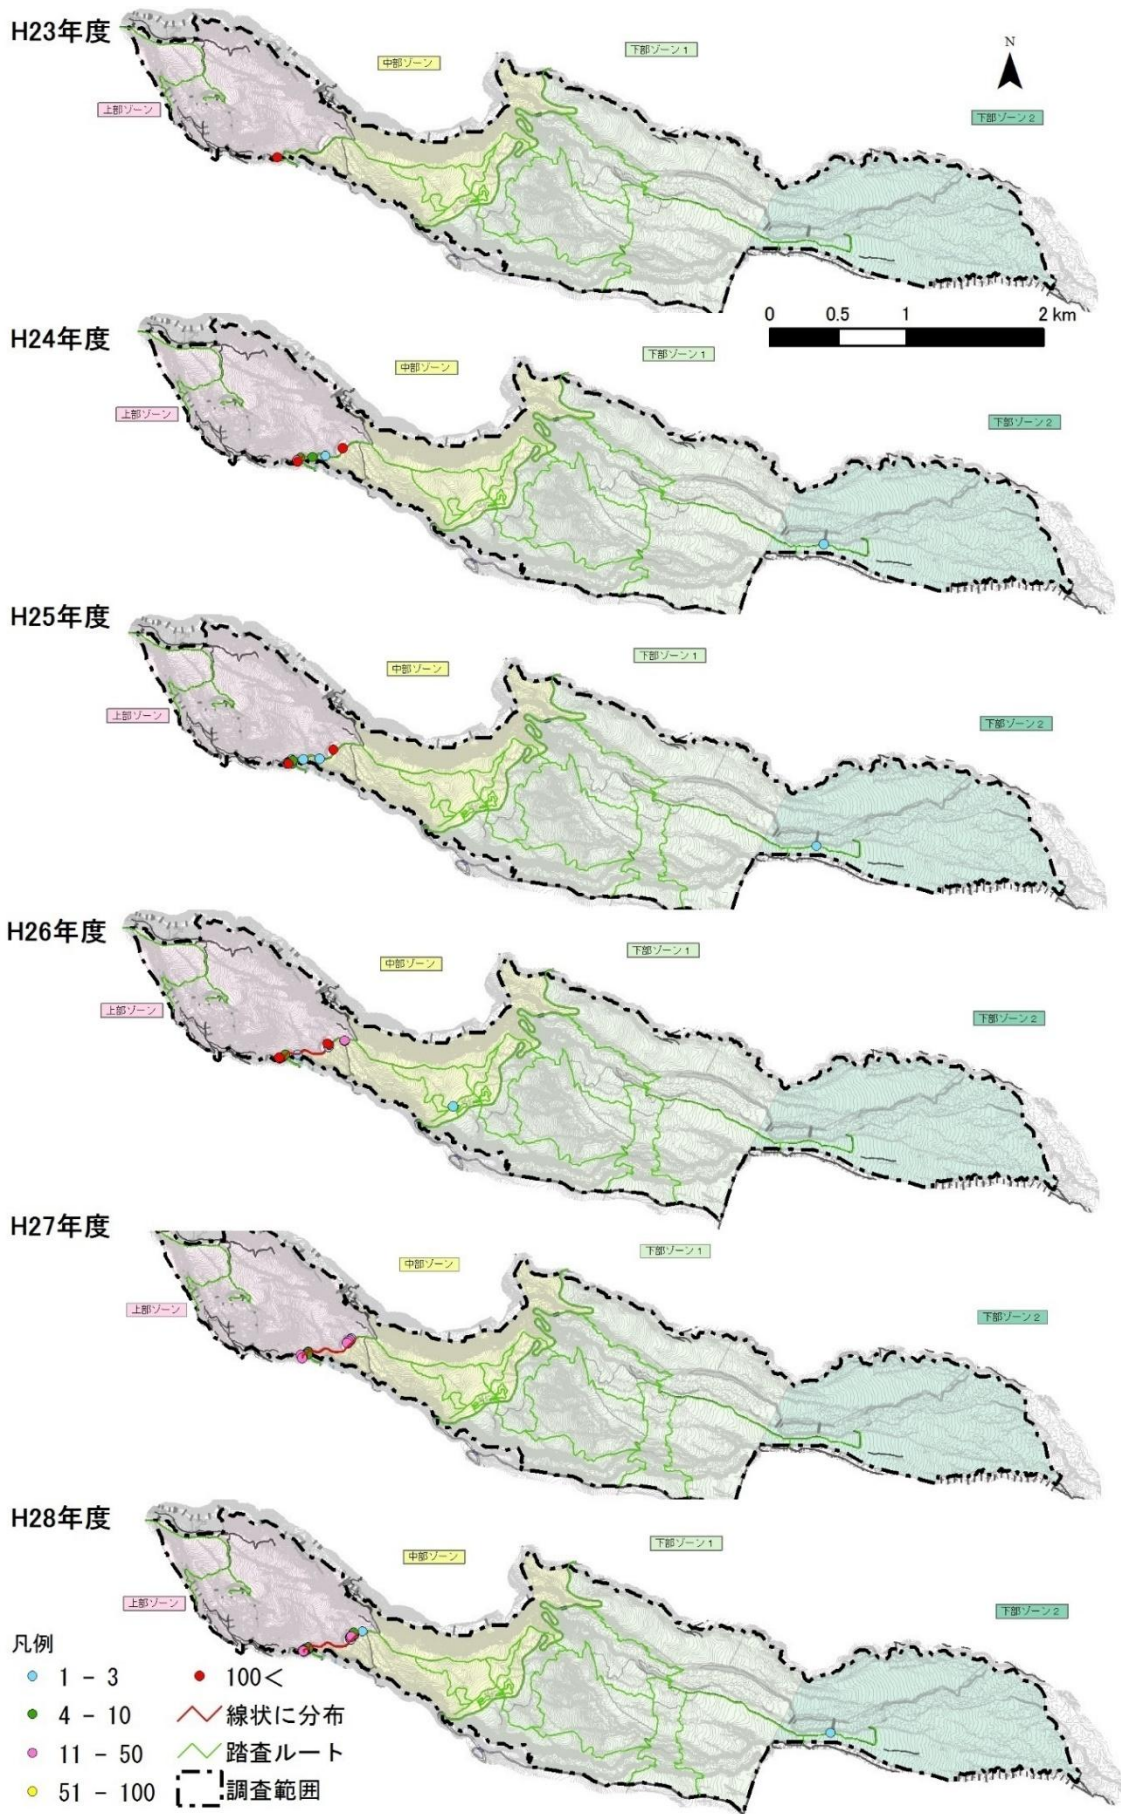 H23年度
中部ゾーン
下部ゾーン1
N
上部ゾーン
下部ゾーン2
0 0.5 1 2 km
H24年度
下部ゾーン1
中部ゾーン
上部ゾーン
下部ゾーン2
H25年度
下部ゾーン1
中部ゾーン
上部ゾーン
下部ゾーン2
H26年度
下部ゾーン1
中部ゾーン
上部ゾーン
下部ゾーン2
H27年度
下部ゾーン1
中部ゾーン
上部ゾーン
下部ゾーン2
H28年度
下部ゾーン1
中部ゾーン
上部ゾーン
下部ゾーン2
凡例
1 - 3
4 - 10
11 - 50
51 - 100
100<
線状に分布
踏査ルート
調査範囲